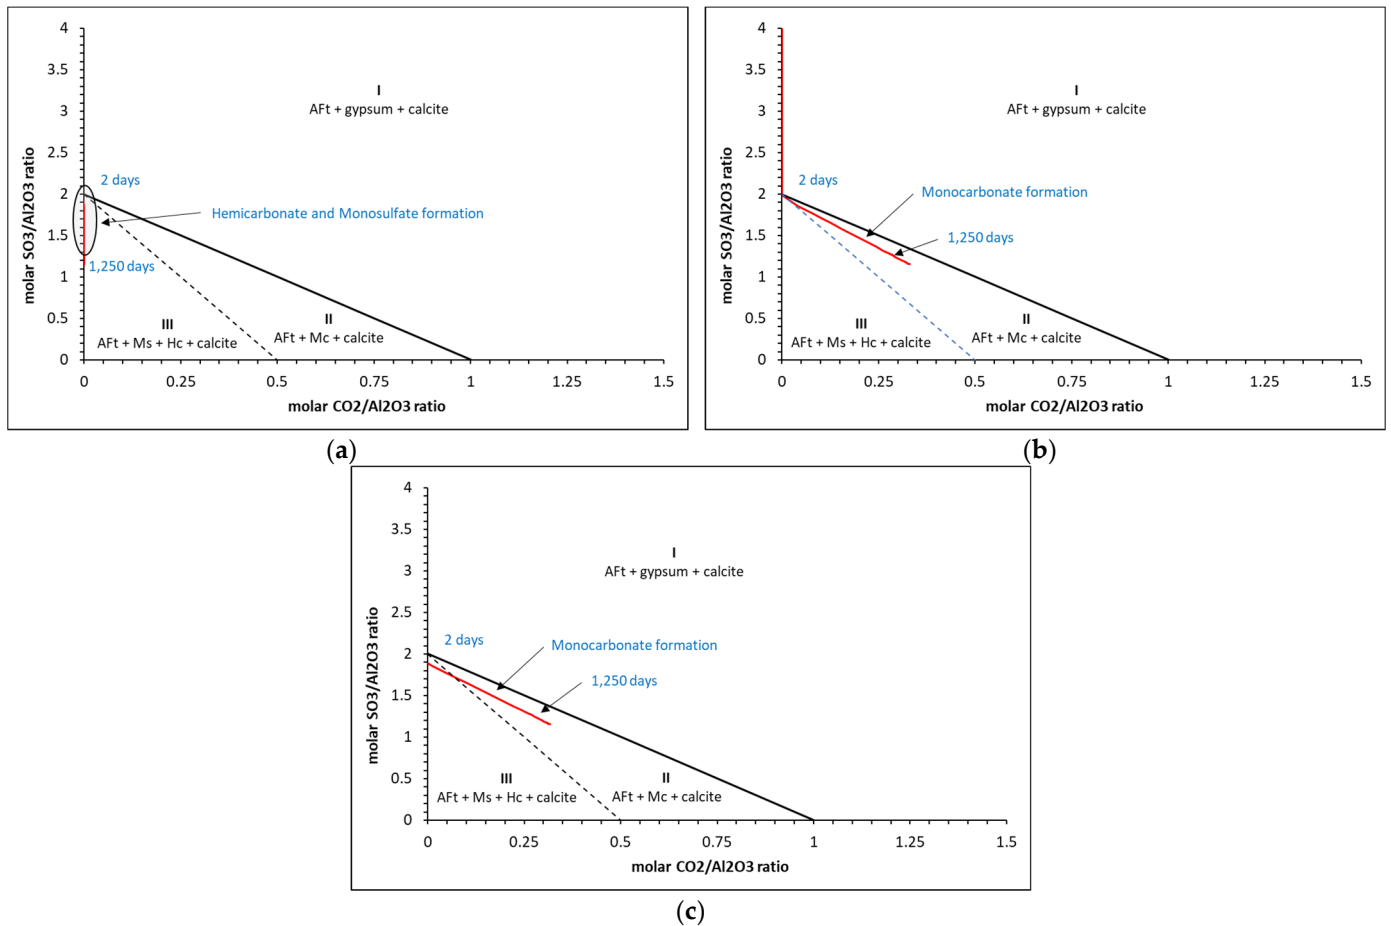 4
3.5
3
2.5
2
1.5
1
0.5
0
molar SO3/Al2O3 ratio
I
AFt + gypsum + calcite
2 days
Hemicarbonate and Monosulfate formation
1,250 days
III
AFt + Ms + Hc + calcite
II
AFt + Mc + calcite
0 0.25 0.5 0.75 1 1.25 1.5
molar CO2/Al2O3 ratio
(a)
4
3.5
3
2.5
2
1.5
1
0.5
0
molar SO3/Al2O3 ratio
I
AFt + gypsum + calcite
2 days
Monocarbonate formation
1,250 days
III
AFt + Ms + Hc + calcite
II
AFt + Mc + calcite
0 0.25 0.5 0.75 1 1.25 1.5
molar CO2/Al2O3 ratio
(b)
4
3.5
3
2.5
2
1.5
1
0.5
0
molar SO3/Al2O3 ratio
I
AFt + gypsum + calcite
2 days
Monocarbonate formation
1,250 days
III
AFt + Ms + Hc + calcite
II
AFt + Mc + calcite
0 0.25 0.5 0.75 1 1.25 1.5
molar CO2/Al2O3 ratio
(c)